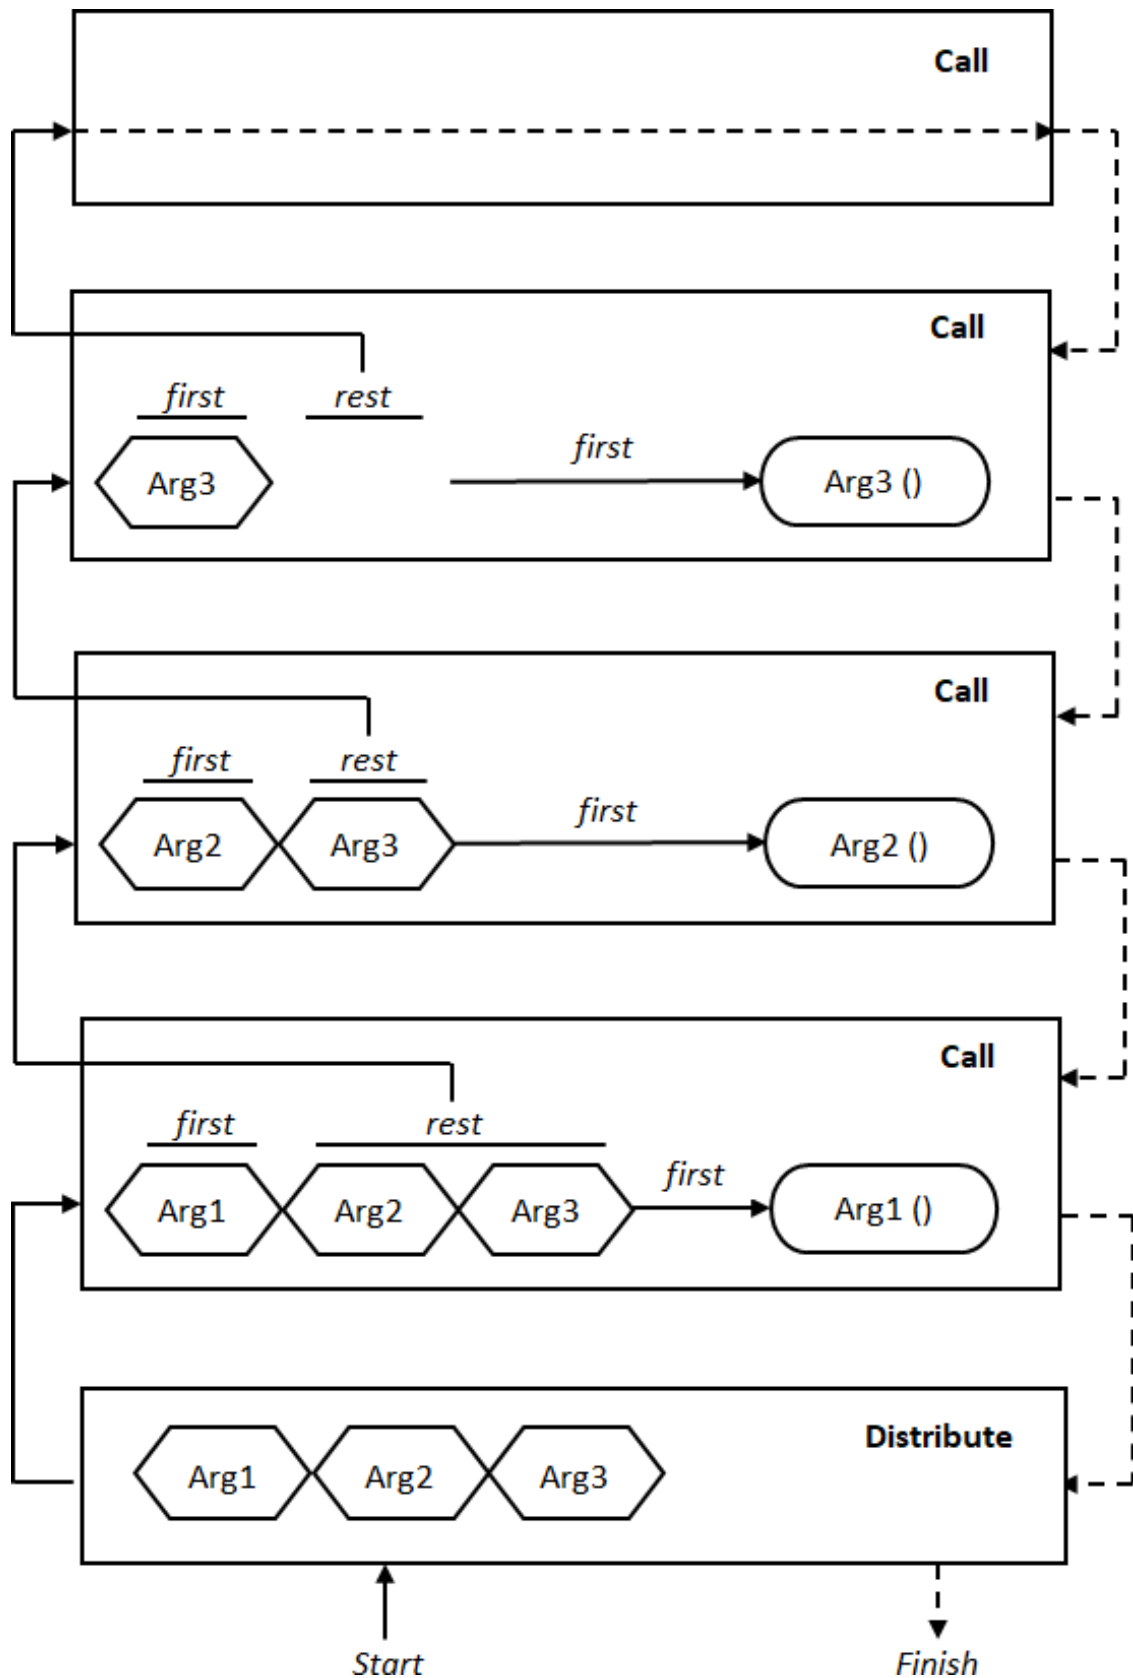 Call
Call
first rest
first
Arg3 Arg3 ()
Call
first rest
first
Arg2 Arg3 Arg2 ()
Call
first rest
first
Arg1 Arg2 Arg3 Arg1 ()
Distribute
Arg1 Arg2 Arg3
Start Finish